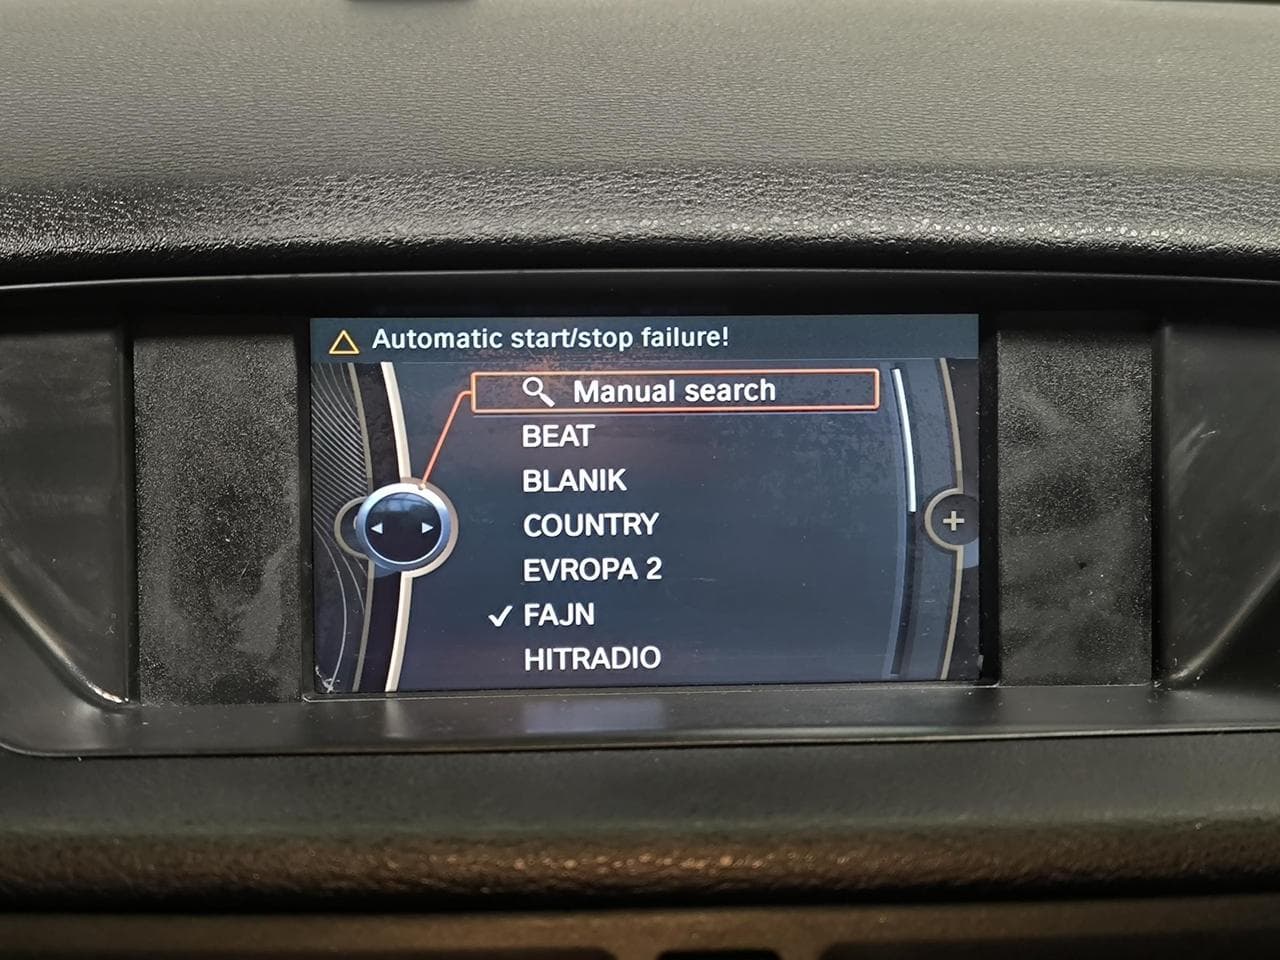 Automatic start/stop failure!
Manual search
BEAT
BLANIK
COUNTRY
EVROPA 2
FAJN
HITRADIO